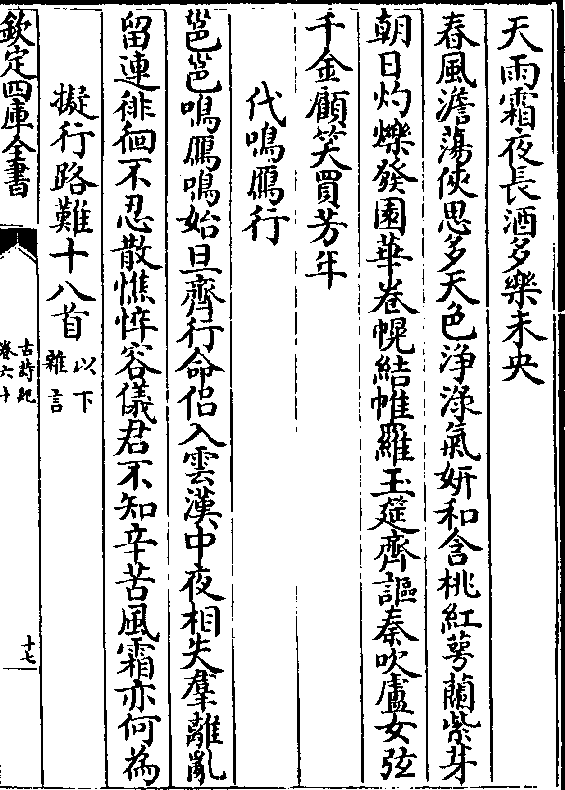 天雨霜夜長酒多樂未央
春風澹蕩俠思多天色淨渌氣妍和含桃紅萼蘭紫芽
朝日灼爍發園華卷幌結帷羅玉筵齊謳秦吹盧女弦
千金顧笑買芳年
代鳴鴈行
邕邕鳴鴈鳴始旦齊行命侶入雲漢中夜相失羣離亂
留連徘徊不忍散憔悴容儀君不知辛苦風霜亦何為
擬行路難十八首以下雜言
欽定四庫全書
古詩紀
卷六十
十七